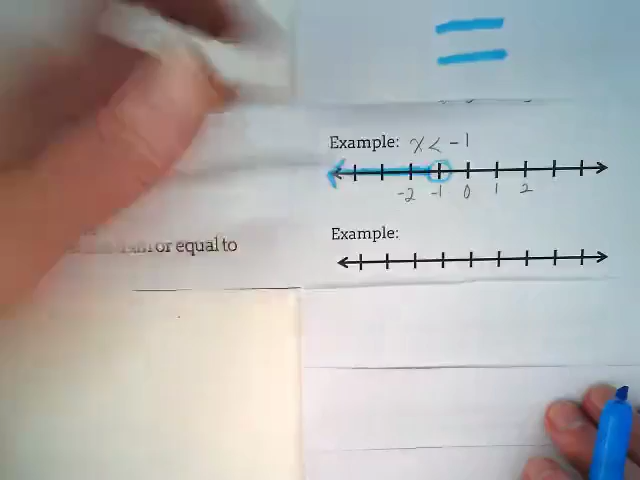 Example: x < -1
-2 -1 0 1 2
or equal to
Example: